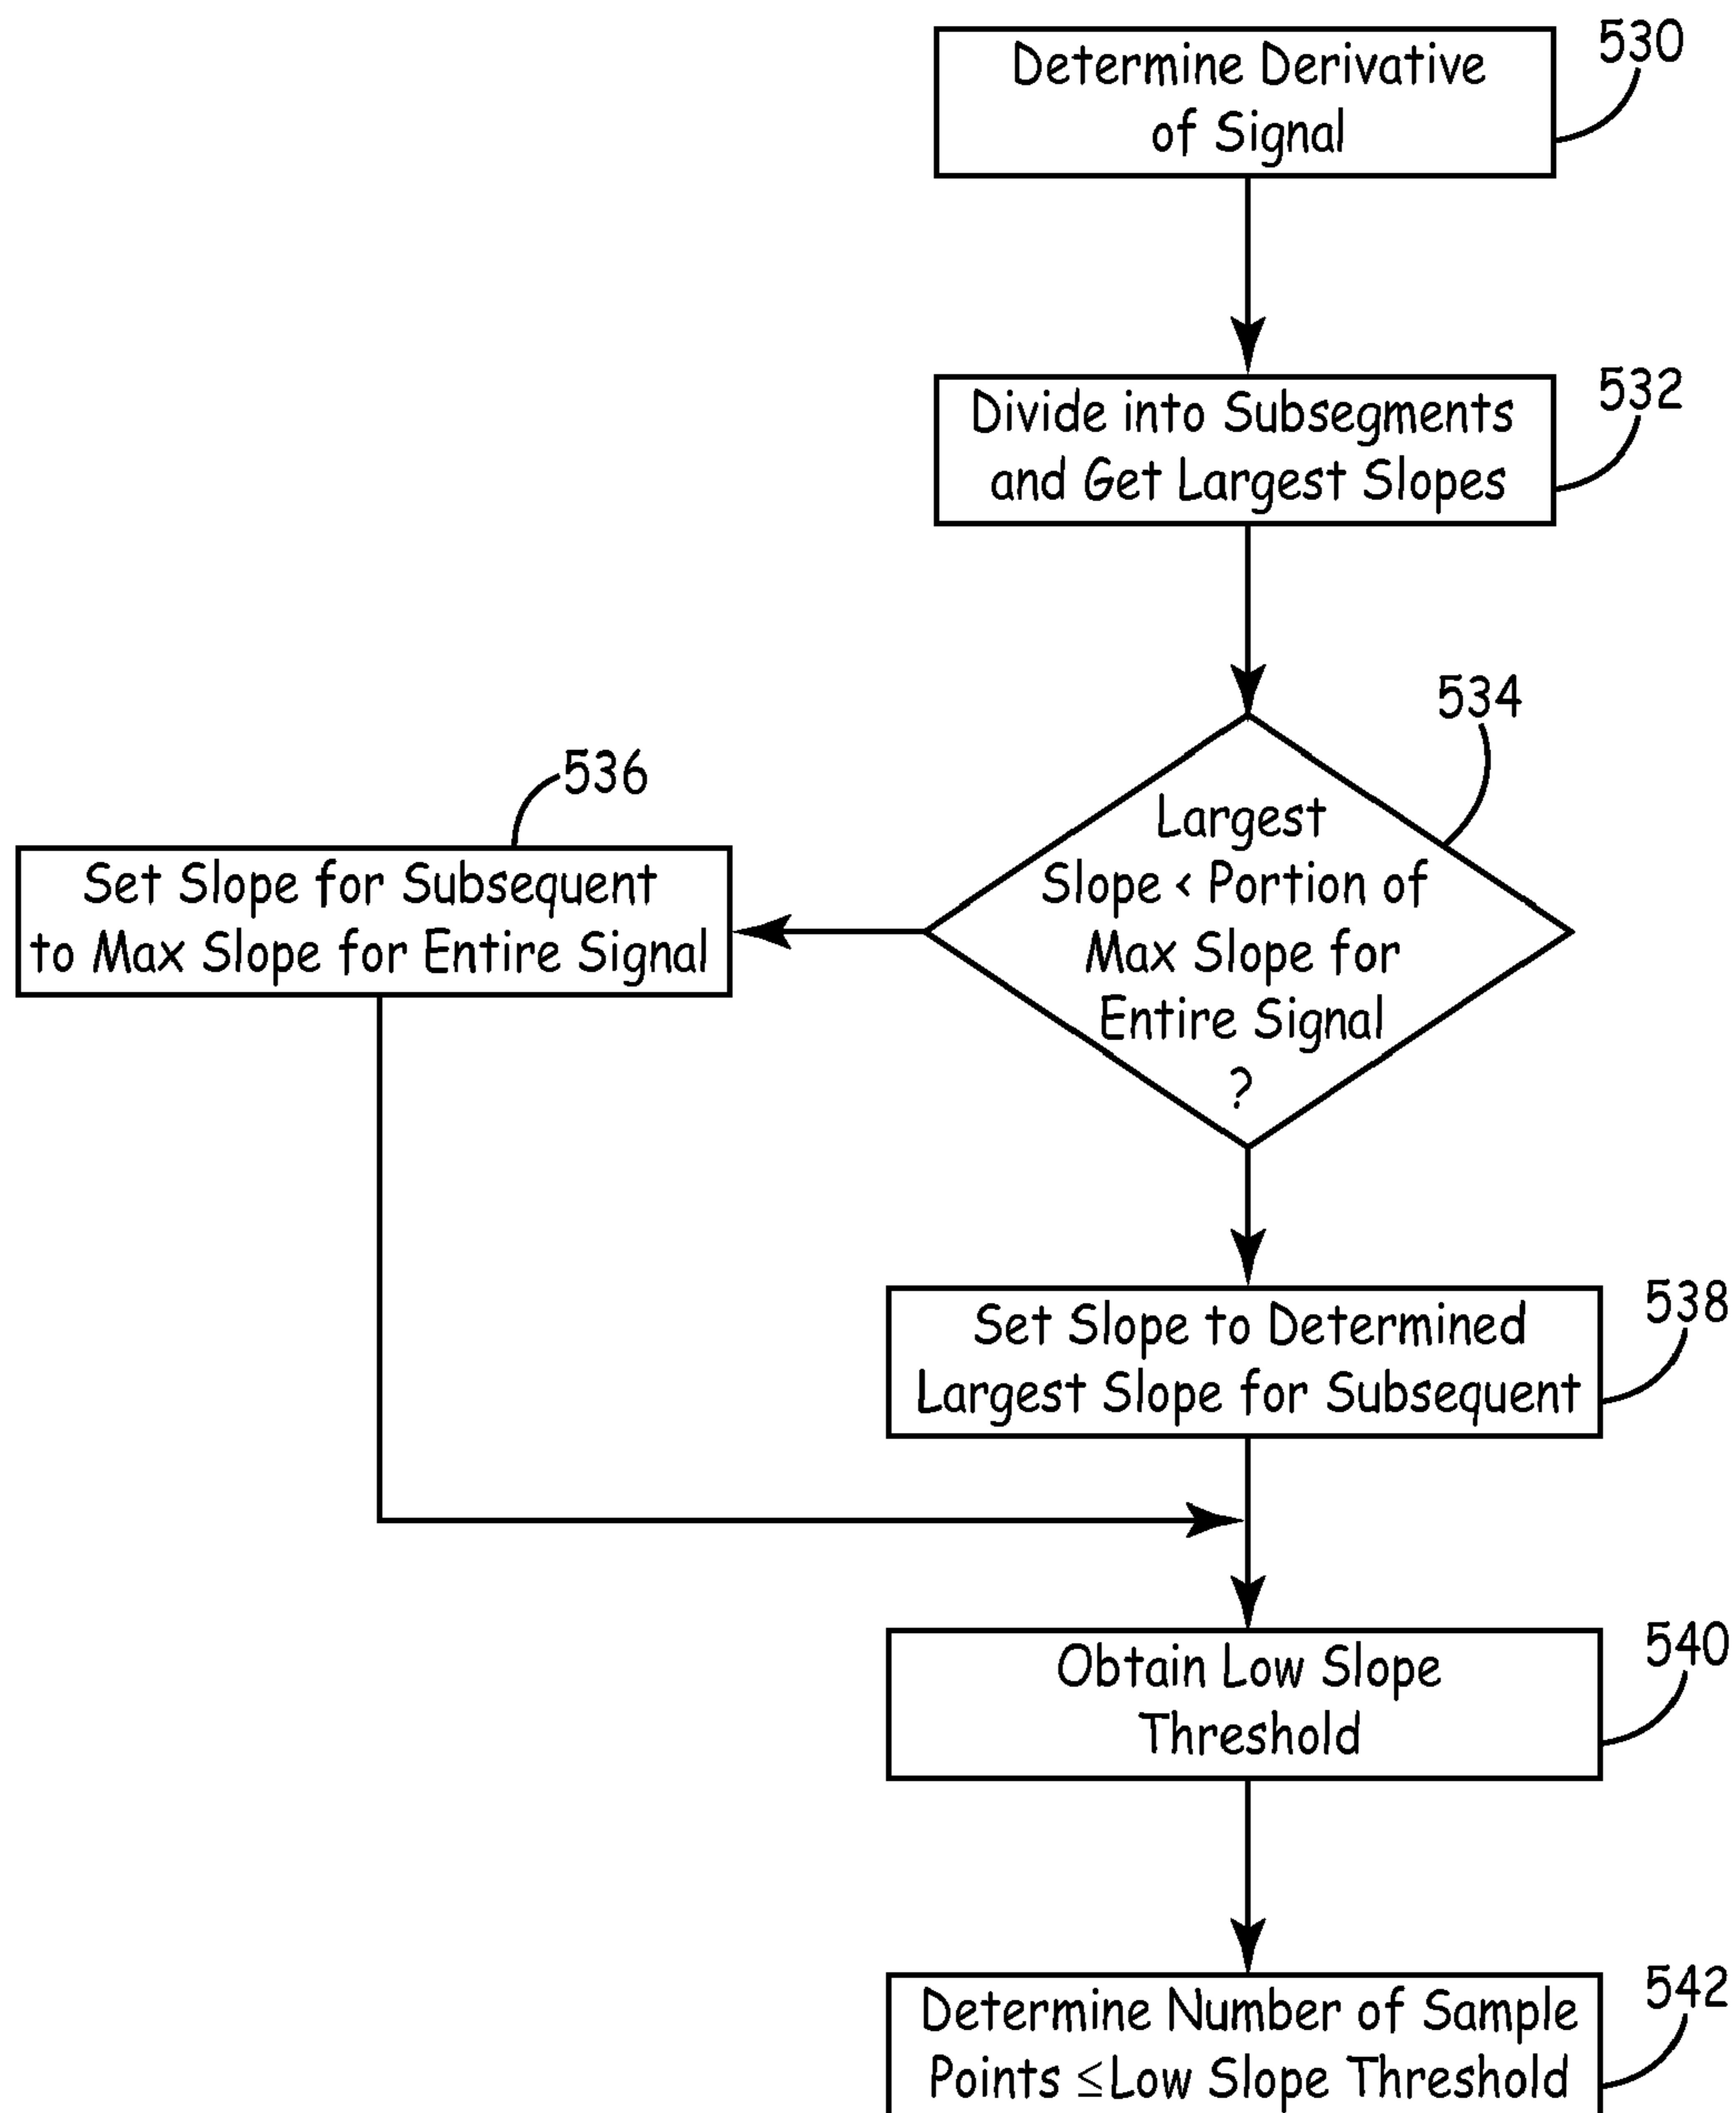 Determine Derivative
of Signal
530
Divide into Subsegments
and Get Largest Slopes
532
534
Largest
Slope < Portion of
Max Slope for
Entire Signal
?
536
Set Slope for Subsequent
to Max Slope for Entire Signal
Set Slope to Determined
Largest Slope for Subsequent
538
Obtain Low Slope
Threshold
540
Determine Number of Sample
Points ≤Low Slope Threshold
542